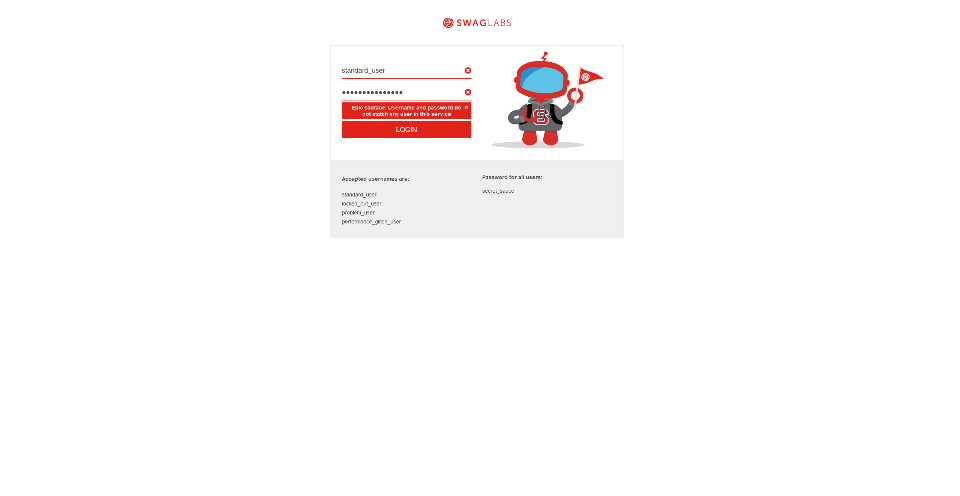 SWAGLABS
standard_user
●●●●●●●●●●●●●●●
Epic sadface: Username and password do
not match any user in this service
LOGIN
Accepted usernames are:
standard_user
locked_out_user
problem_user
performance_glitch_user
Password for all users:
secret_sauce